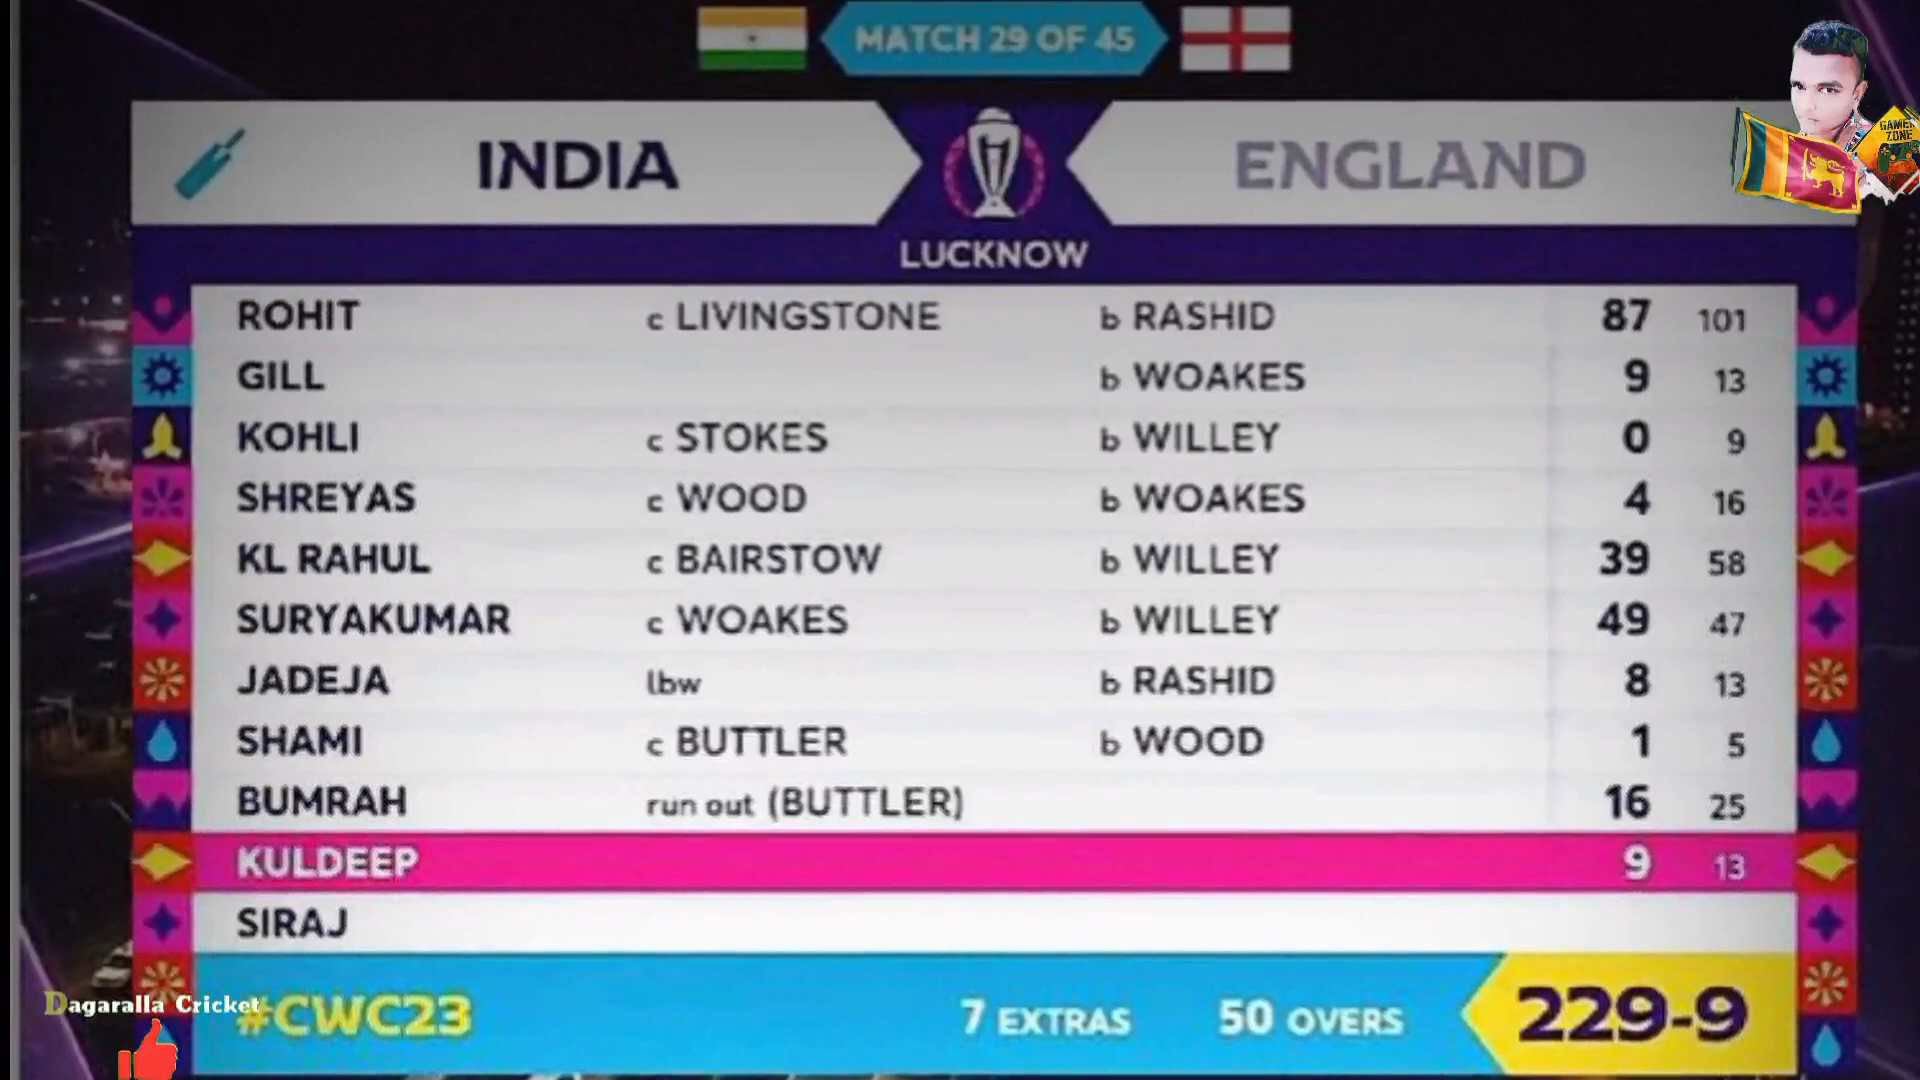 MATCH 29 OF 45
INDIA
ENGLAND
GAMER ZONE
LUCKNOW
ROHIT c LIVINGSTONE b RASHID 87 101
GILL b WOAKES 9 13
KOHLI c STOKES b WILLEY 0 9
SHREYAS c WOOD b WOAKES 4 16
KL RAHUL c BAIRSTOW b WILLEY 39 58
SURYAKUMAR c WOAKES b WILLEY 49 47
JADEJA lbw b RASHID 8 13
SHAMI c BUTTLER b WOOD 1 5
BUMRAH run out (BUTTLER) 16 25
KULDEEP 9 13
SIRAJ
Dagaralla Cricket
#CWC23 7 EXTRAS 50 OVERS 229-9